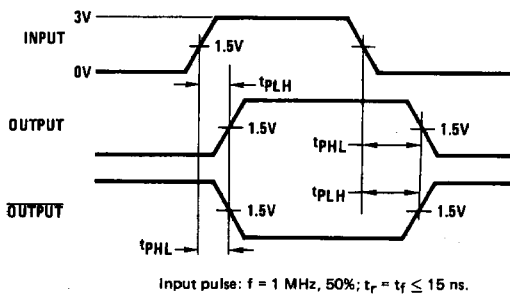 3V
INPUT
1.5V
0V
tPLH
OUTPUT
1.5V
1.5V
tPHL
tPLH
OUTPUT
1.5V
1.5V
tPHL
Input pulse: f = 1 MHz, 50%; tr = tf ≤ 15 ns.